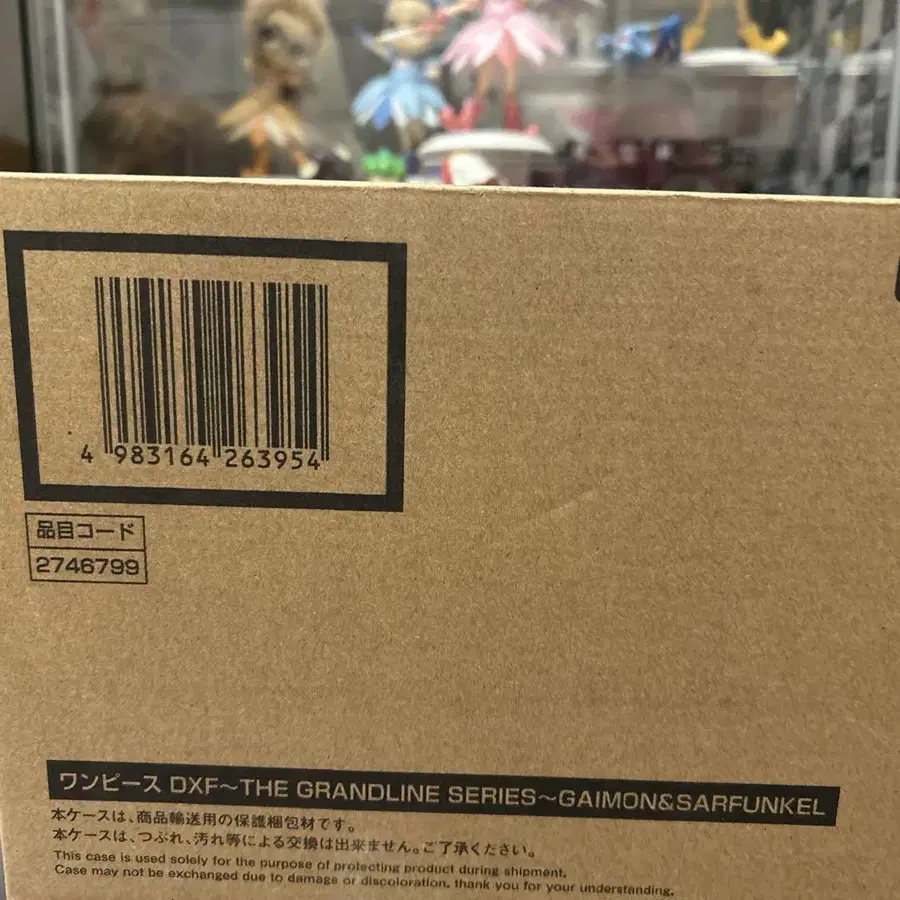 4 983164 263954
品目コード
2746799
ワンピース DXF～THE GRANDLINE SERIES～GAIMON&SARFUNKEL
本ケースは、商品輸送用の保護梱包材です。
本ケースは、つぶれ、汚れ等による交換は出来ません。ご了承ください。
This case is used solely for the purpose of protecting product during shipment.
Case may not be exchanged due to damage or discoloration. thank you for your understanding.